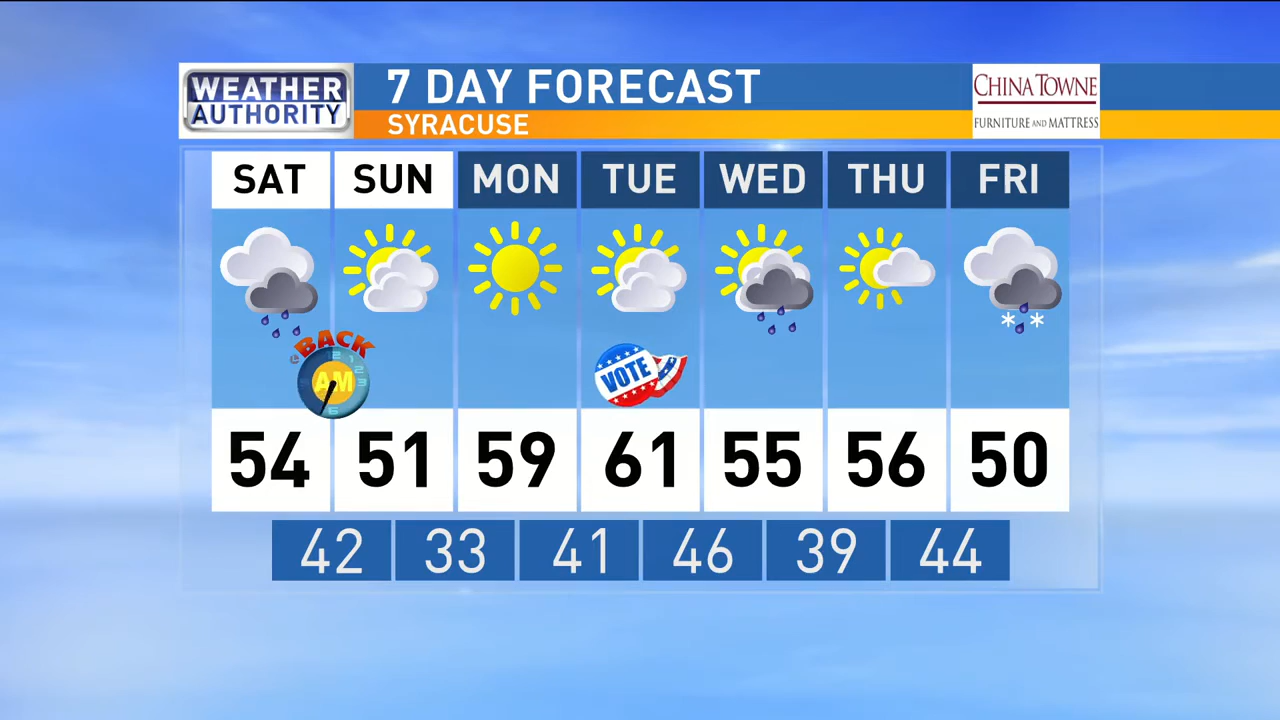 WEATHER
AUTHORITY
7 DAY FORECAST
SYRACUSE
CHINA TOWNE
FURNITURE AND MATTRESS
SAT SUN MON TUE WED THU FRI
BACK
AM
VOTE
54 51 59 61 55 56 50
42 33 41 46 39 44